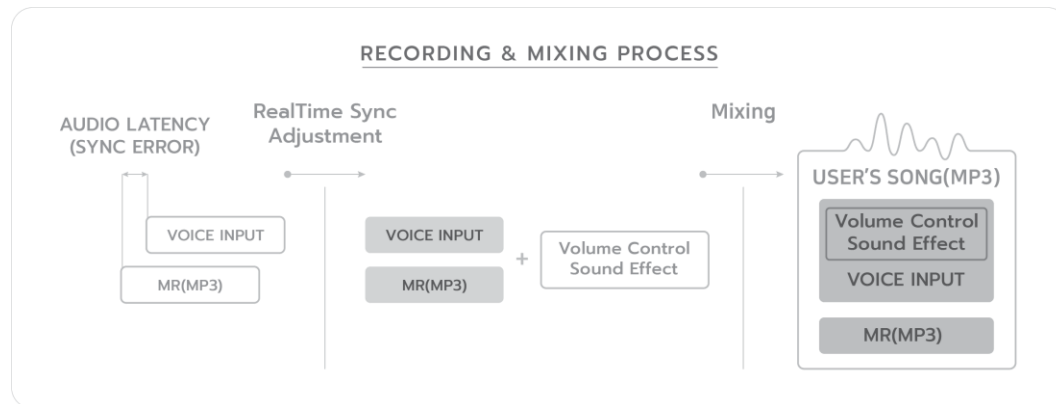 RECORDING & MIXING PROCESS
AUDIO LATENCY
(SYNC ERROR)
VOICE INPUT
MR(MP3)
RealTime Sync
Adjustment
VOICE INPUT
MR(MP3)
+
Volume Control
Sound Effect
Mixing
USER'S SONG(MP3)
Volume Control
Sound Effect
VOICE INPUT
MR(MP3)